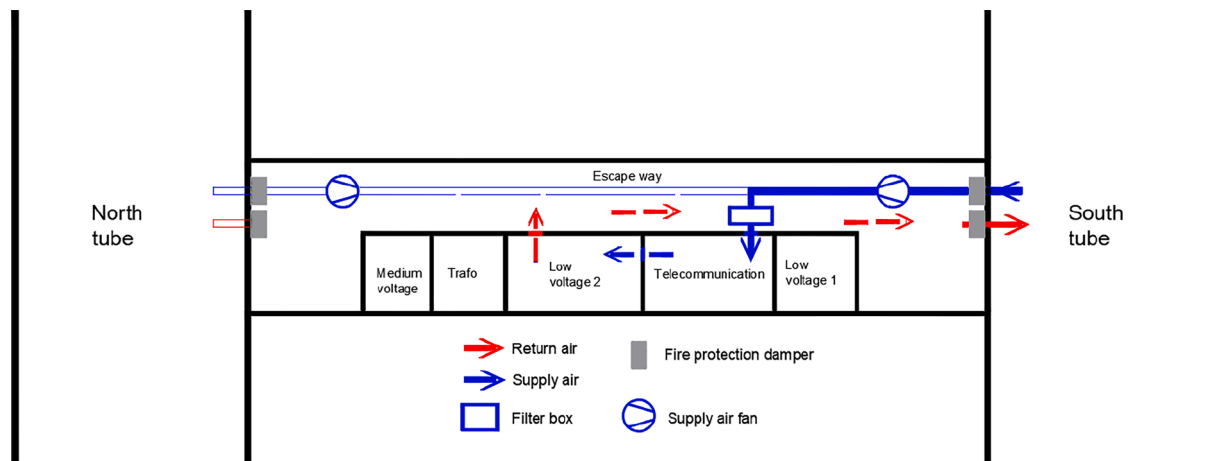 Escape way
North
tube
South
tube
Medium
voltage
Trafo
Low
voltage 2
Telecommunication
Low
voltage 1
Return air
Fire protection damper
Supply air
Filter box
Supply air fan